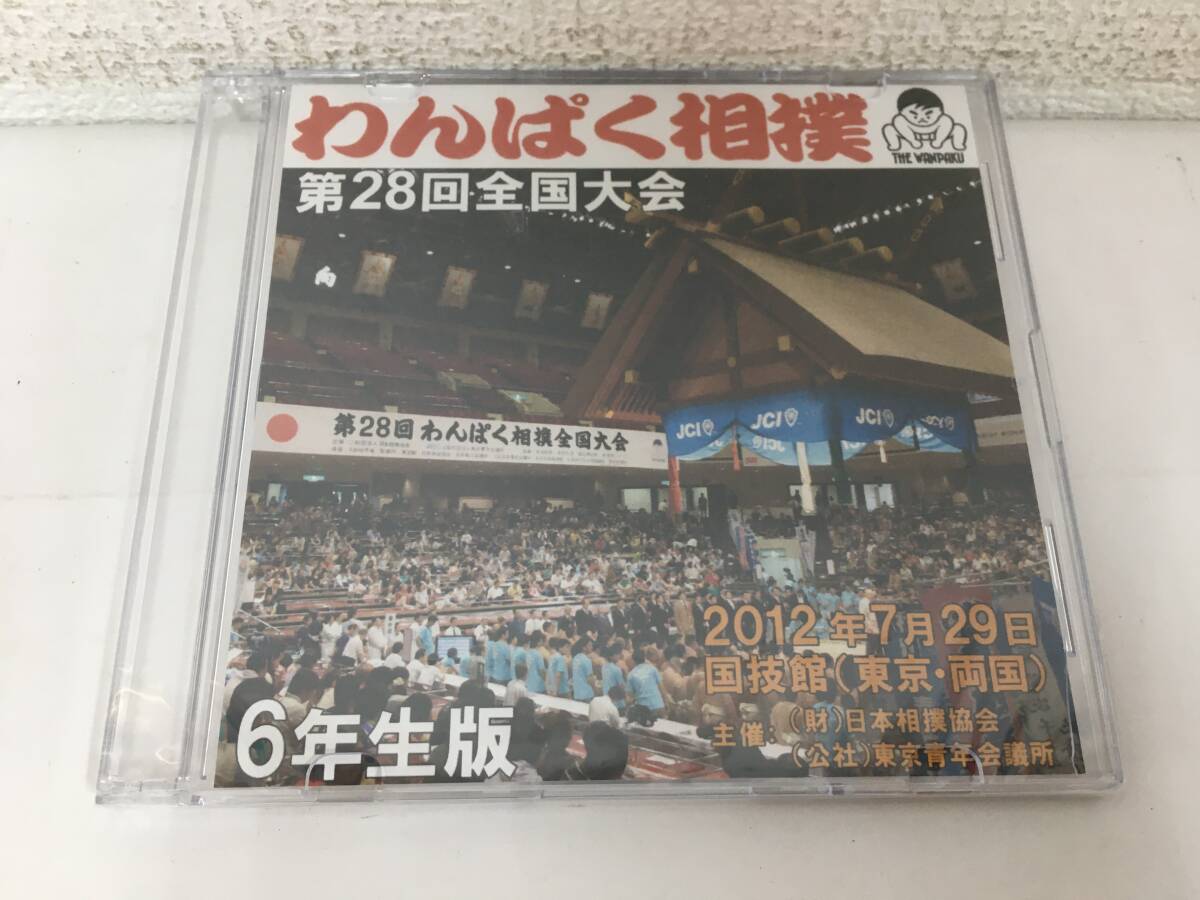 わんぱく相撲
THE WANPAKU
第28回全国大会
向
第28回わんぱく相撲全国大会
JCI
JCI
JCI
2012年7月29日
国技館(東京・両国)
主催:(財)日本相撲協会
(公社)東京青年会議所
6年生版